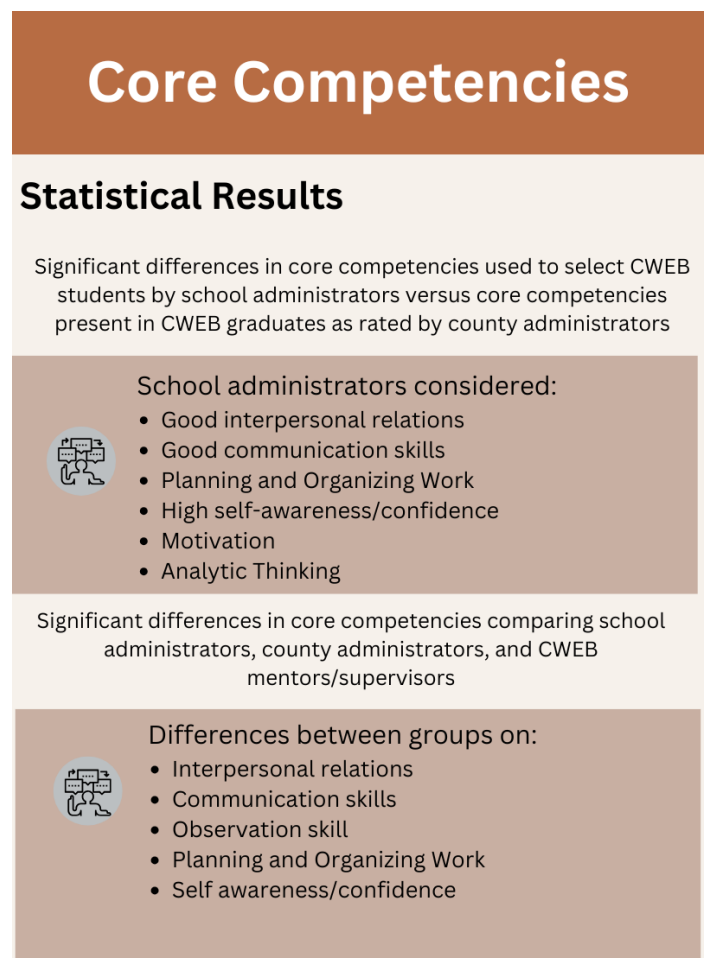 Core Competencies
Statistical Results
Significant differences in core competencies used to select CWEB
students by school administrators versus core competencies
present in CWEB graduates as rated by county administrators
School administrators considered:
• Good interpersonal relations
• Good communication skills
• Planning and Organizing Work
• High self-awareness/confidence
• Motivation
• Analytic Thinking
Significant differences in core competencies comparing school
administrators, county administrators, and CWEB
mentors/supervisors
Differences between groups on:
• Interpersonal relations
• Communication skills
• Observation skill
• Planning and Organizing Work
• Self awareness/confidence